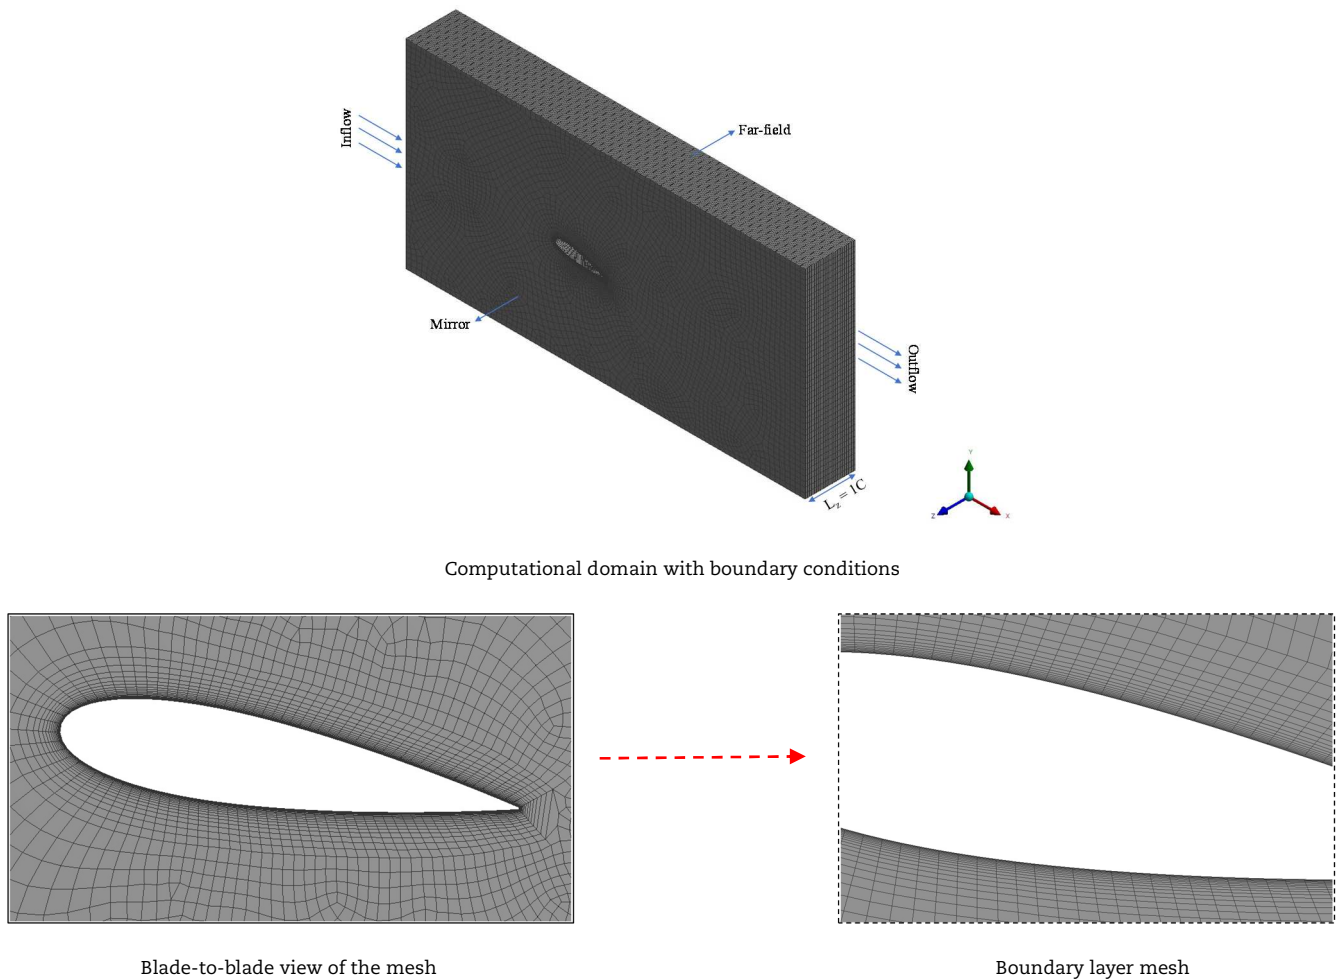 Inflow
Far-field
Mirror
Outflow
L_z = 1C
Y
Z
X
Computational domain with boundary conditions
Blade-to-blade view of the mesh
Boundary layer mesh